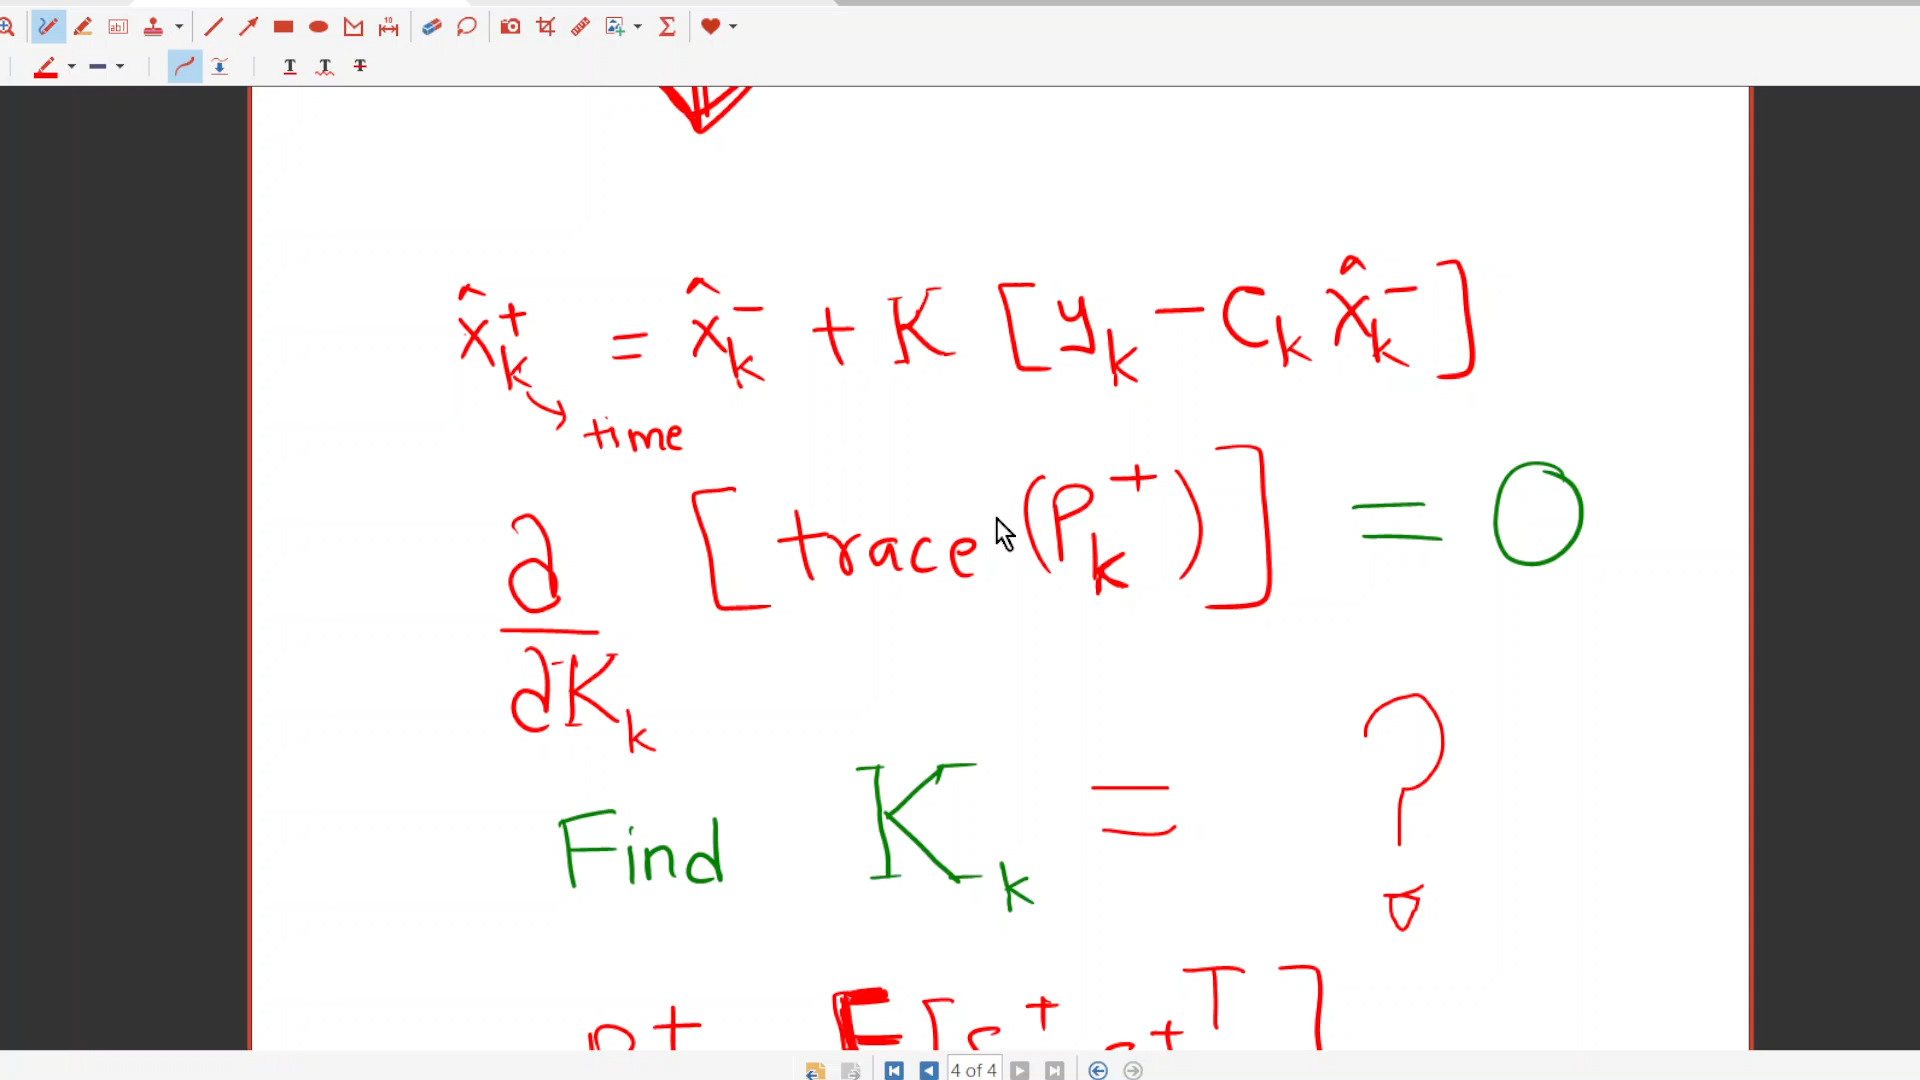 x̂ₖ⁺ = x̂ₖ⁻ + K [yₖ − Cₖ x̂ₖ⁻]
time
∂/∂Kₖ [trace(Pₖ⁺)] = 0
Find Kₖ = ?
P⁺ E[ε⁺ ε⁺ᵀ]
4 of 4